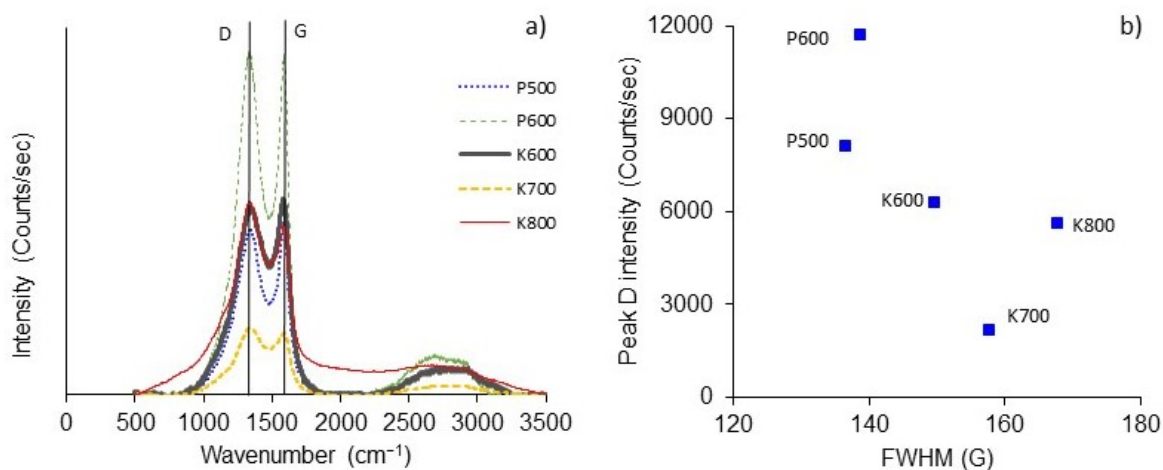 D
G
a)
P500
P600
K600
K700
K800
Intensity (Counts/sec)
0 500 1000 1500 2000 2500 3000 3500
Wavenumber (cm⁻¹)
b)
12000
9000
6000
3000
0
P600
P500
K600
K800
K700
Peak D intensity (Counts/sec)
120 140 160 180
FWHM (G)